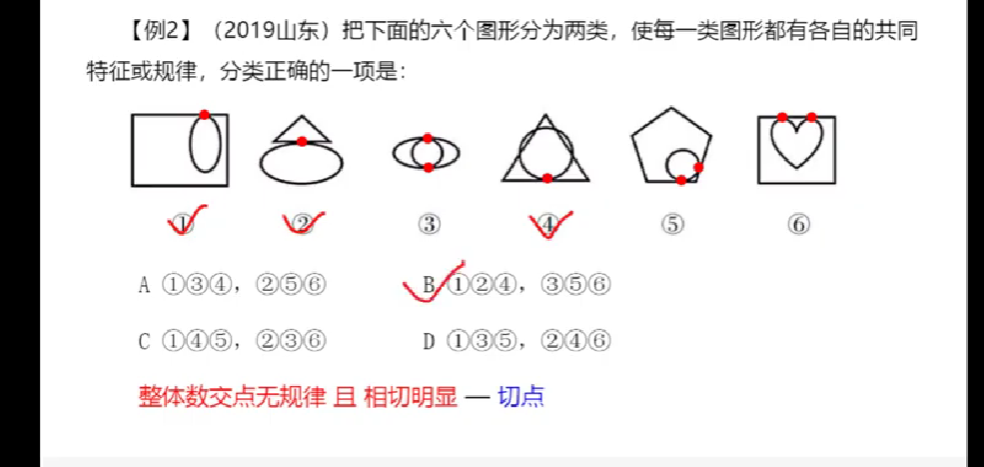 【例2】（2019山东）把下面的六个图形分为两类，使每一类图形都有各自的共同
特征或规律，分类正确的一项是：
① ② ③ ④ ⑤ ⑥
A ①③④，②⑤⑥ B ①②④，③⑤⑥
C ①④⑤，②③⑥ D ①③⑤，②④⑥
整体数交点无规律 且 相切明显 — 切点